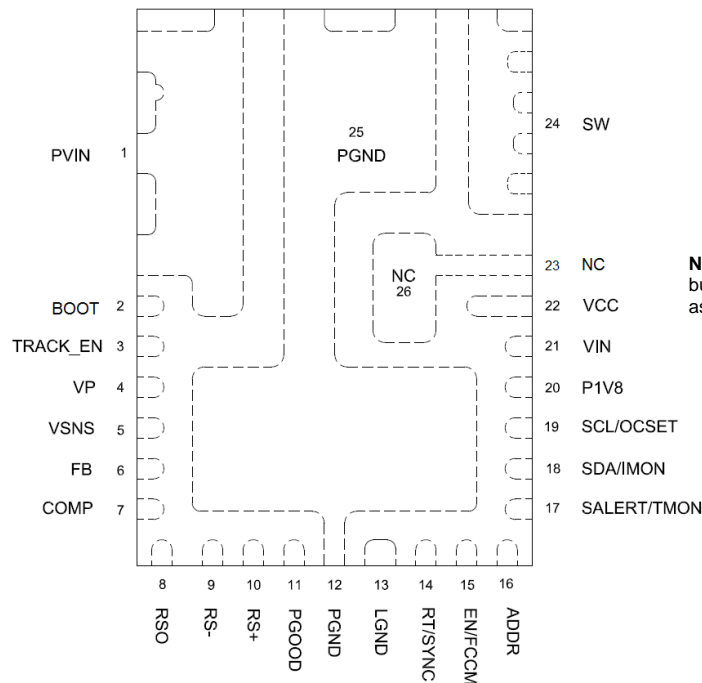 25
PGND
PVIN 1
24 SW
NC
26
23 NC
N
bu
as
BOOT 2
22 VCC
TRACK_EN 3
21 VIN
VP 4
20 P1V8
VSNS 5
19 SCL/OCSET
FB 6
18 SDA/IMON
COMP 7
17 SALERT/TMON
8 9 10 11 12 13 14 15 16
RSO
RS-
RS+
PGOOD
PGND
LGND
RT/SYNC
EN/FCCM
ADDR